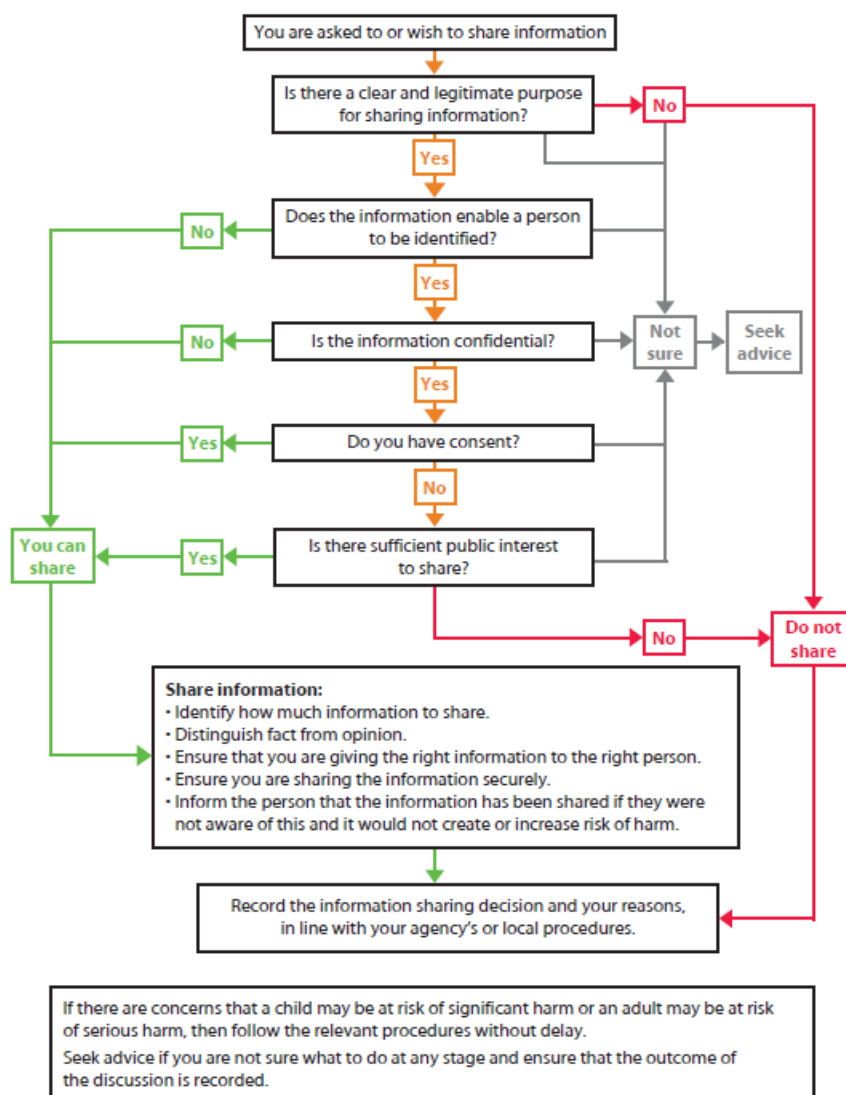 You are asked to or wish to share information
Is there a clear and legitimate purpose
for sharing information?
No
Yes
Does the information enable a person
to be identified?
No
Yes
Is the information confidential?
No
Not
sure
Seek
advice
Yes
Do you have consent?
Yes
No
Is there sufficient public interest
to share?
Yes
You can
share
No
Do not
share
Share information:
• Identify how much information to share.
• Distinguish fact from opinion.
• Ensure that you are giving the right information to the right person.
• Ensure you are sharing the information securely.
• Inform the person that the information has been shared if they were
not aware of this and it would not create or increase risk of harm.
Record the information sharing decision and your reasons,
in line with your agency's or local procedures.
If there are concerns that a child may be at risk of significant harm or an adult may be at risk
of serious harm, then follow the relevant procedures without delay.
Seek advice if you are not sure what to do at any stage and ensure that the outcome of
the discussion is recorded.